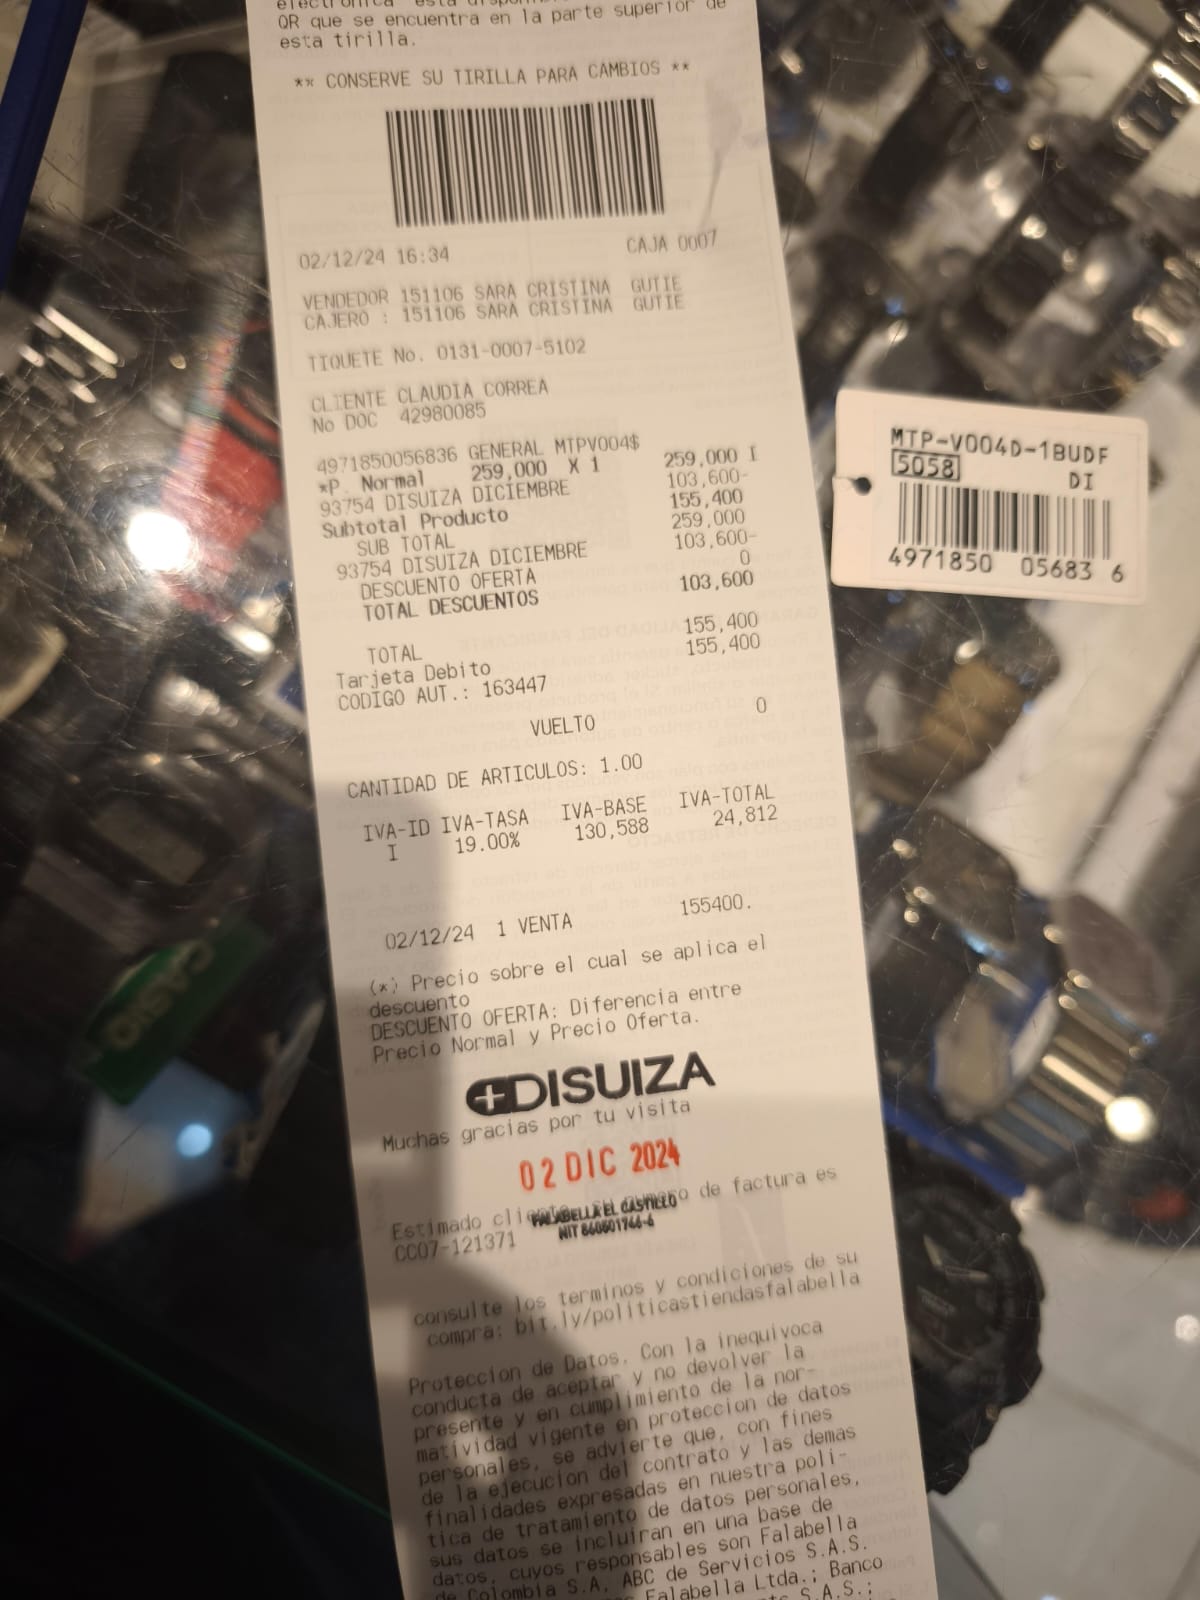 electronica esta
QR que se encuentra en la parte superior de
esta tirilla.
** CONSERVE SU TIRILLA PARA CAMBIOS **
02/12/24 16:34 CAJA 0007
VENDEDOR 151106 SARA CRISTINA GUTIE
CAJERO : 151106 SARA CRISTINA GUTIE
TIQUETE No. 0131-0007-5102
CLIENTE CLAUDIA CORREA
No DOC 42980085
4971850056836 GENERAL MTPV004$
*P. Normal 259,000 X 1 259,000 I
93754 DISUIZA DICIEMBRE 103,600-
Subtotal Producto 155,400
SUB TOTAL 259,000
93754 DISUIZA DICIEMBRE 103,600-
DESCUENTO OFERTA 0
TOTAL DESCUENTOS 103,600
TOTAL 155,400
Tarjeta Debito 155,400
CODIGO AUT.: 163447
VUELTO 0
CANTIDAD DE ARTICULOS: 1.00
IVA-ID IVA-TASA IVA-BASE IVA-TOTAL
I 19.00% 130,588 24,812
02/12/24 1 VENTA 155400.
(*) Precio sobre el cual se aplica el
descuento
DESCUENTO OFERTA: Diferencia entre
Precio Normal y Precio Oferta.
DISUIZA
Muchas gracias por tu visita
02 DIC 2024
Estimado cliente, su numero de factura es
FALABELLA EL CASTILLO
CC07-121371
consulte los terminos y condiciones de su
compra: bit.ly/politicastiendasfalabella
Proteccion de Datos. Con la inequivoca
conducta de aceptar y no devolver la
presente y en cumplimiento de la nor-
matividad vigente en proteccion de datos
personales, se advierte que, con fines
de la ejecucion del contrato y las demas
finalidades expresadas en nuestra poli-
tica de tratamiento de datos personales,
sus datos se incluiran en una base de
datos, cuyos responsables son Falabella
de Colombia S.A, ABC de Servicios S.A.S.
Falabella Ltda.; Banco
S.A.S.;
MTP-V004D-1BUDF
5058 DI
4971850 05683 6
CASIO